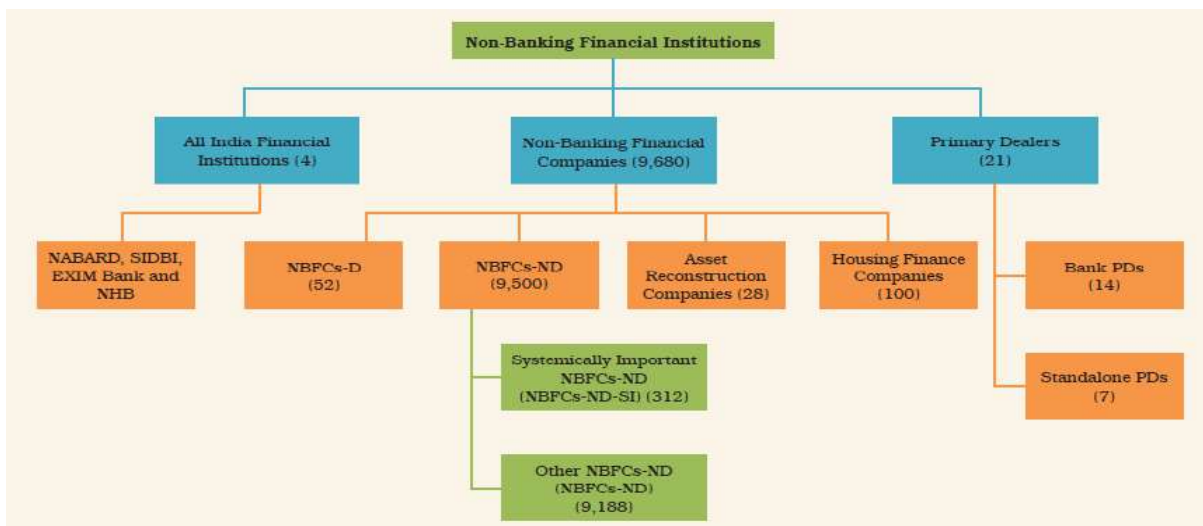 Non-Banking Financial Institutions
All India Financial
Institutions (4)
Non-Banking Financial
Companies (9,680)
Primary Dealers
(21)
NABARD, SIDBI,
EXIM Bank and
NHB
NBFCs-D
(52)
NBFCs-ND
(9,500)
Asset
Reconstruction
Companies (28)
Housing Finance
Companies
(100)
Bank PDs
(14)
Systemically Important
NBFCs-ND
(NBFCs-ND-SI) (312)
Standalone PDs
(7)
Other NBFCs-ND
(NBFCs-ND)
(9,188)